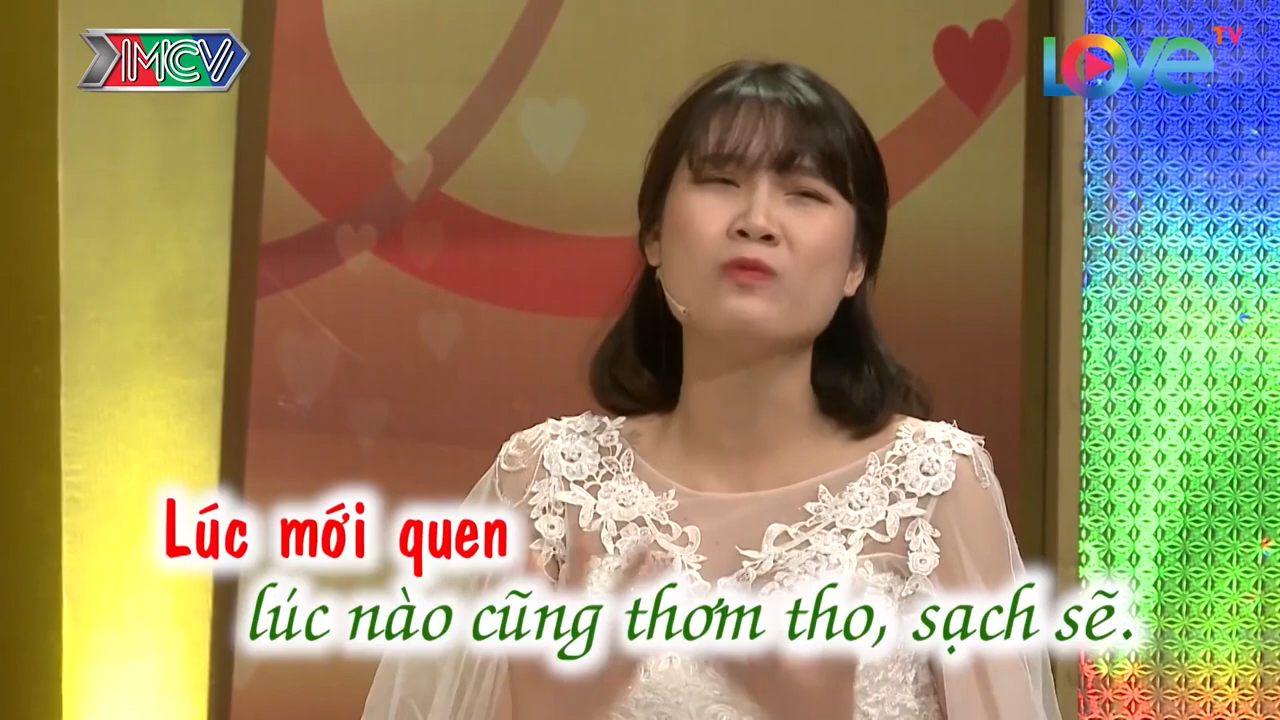 MCV
LOVE TV
Lúc mới quen
lúc nào cũng thơm tho, sạch sẽ.